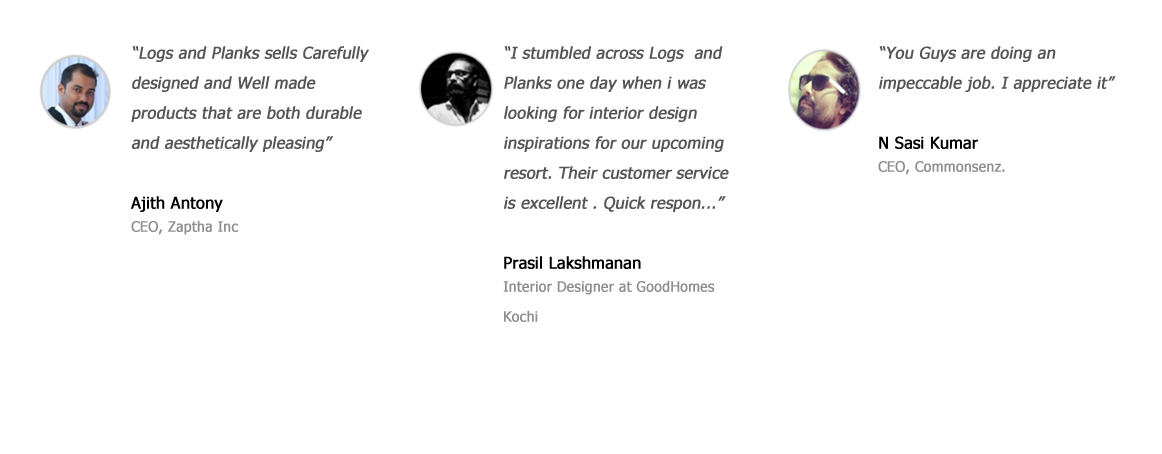 “Logs and Planks sells Carefully
designed and Well made
products that are both durable
and aesthetically pleasing”
Ajith Antony
CEO, Zaptha Inc
“I stumbled across Logs  and
Planks one day when i was
looking for interior design
inspirations for our upcoming
resort. Their customer service
is excellent . Quick respon...”
Prasil Lakshmanan
Interior Designer at GoodHomes
Kochi
“You Guys are doing an
impeccable job. I appreciate it”
N Sasi Kumar
CEO, Commonsenz.